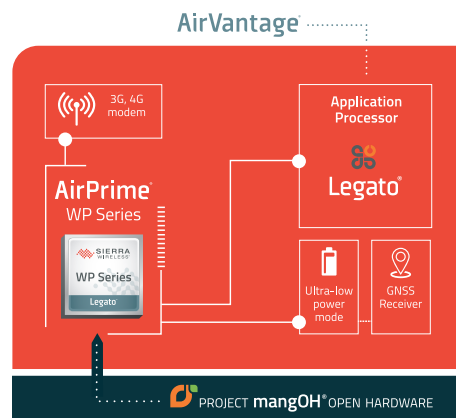 AirVantage®
3G, 4G
modem
Application
Processor
Legato®
AirPrime®
WP Series
SIERRA
WIRELESS
WP Series
Legato
Ultra-low
power
mode
GNSS
Receiver
PROJECT mangOH® OPEN HARDWARE